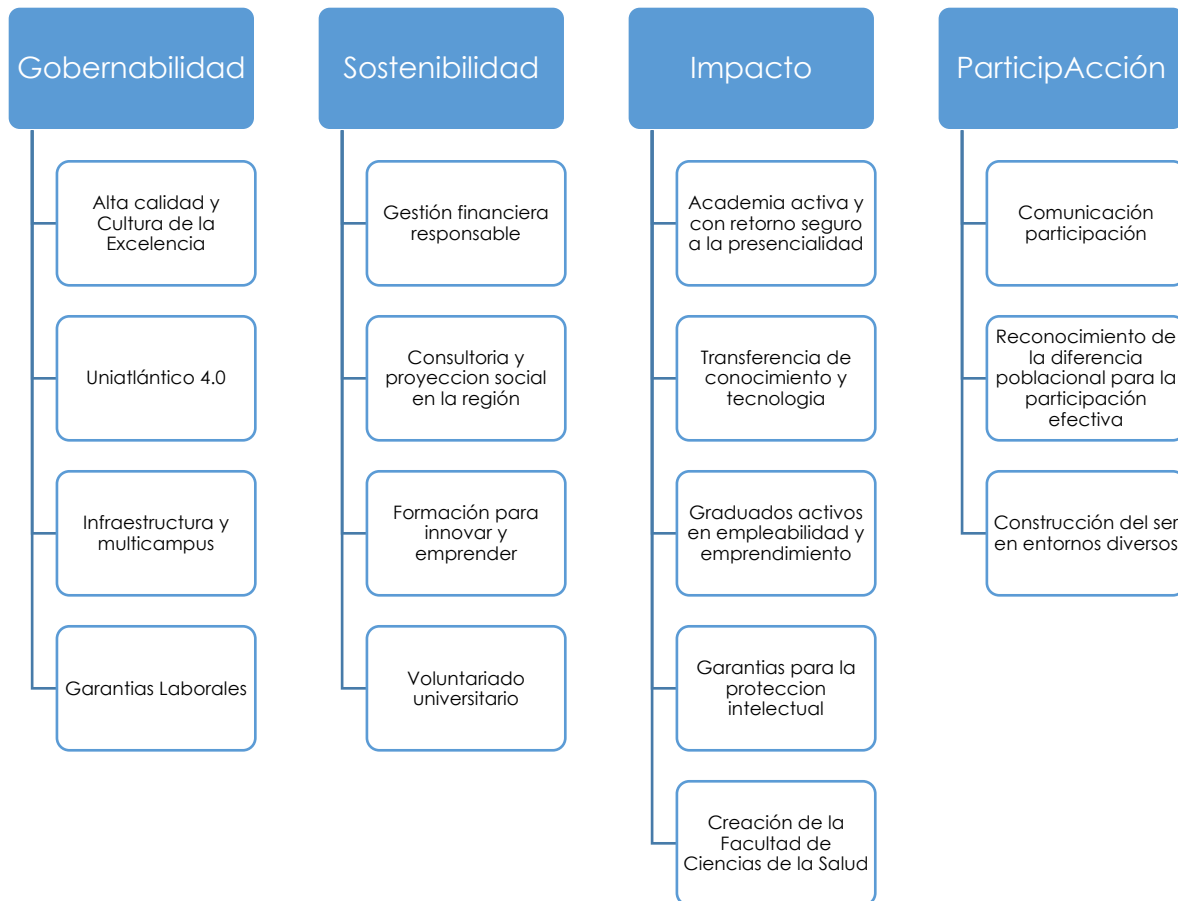 Gobernabilidad
Alta calidad y
Cultura de la
Excelencia
Uniatlántico 4.0
Infraestructura y
multicampus
Garantias Laborales
Sostenibilidad
Gestión financiera
responsable
Consultoria y
proyeccion social
en la región
Formación para
innovar y
emprender
Voluntariado
universitario
Impacto
Academia activa y
con retorno seguro
a la presencialidad
Transferencia de
conocimiento y
tecnologia
Graduados activos
en empleabilidad y
emprendimiento
Garantias para la
proteccion
intelectual
Creación de la
Facultad de
Ciencias de la Salud
ParticipAcción
Comunicación
participación
Reconocimiento de
la diferencia
poblacional para la
participación
efectiva
Construcción del ser
en entornos diversos